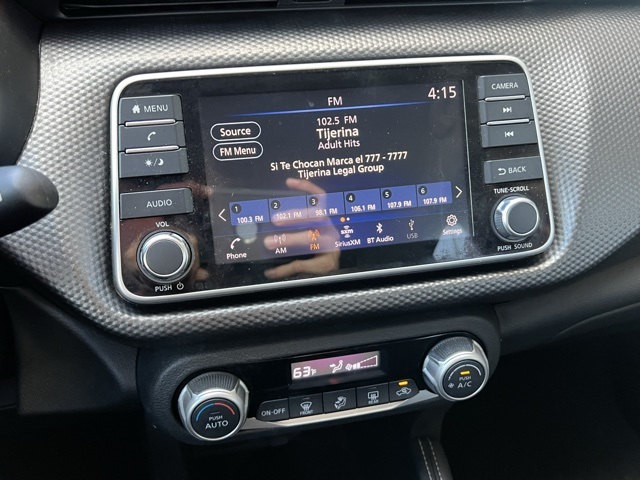 MENU
CAMERA
FM
4:15
102.5 FM
Source
Tijerina
Adult Hits
FM Menu
Si Te Chocan Marca el 777 - 7777
Tijerina Legal Group
BACK
AUDIO
TUNE·SCROLL
1 2 3 4 5 6
100.3 FM 102.1 FM 98.1 FM 106.1 FM 107.9 FM 107.9 FM
VOL
Phone AM FM SiriusXM BT Audio USB Settings
sxm
PUSH
PUSH SOUND
63°F
PUSH
AUTO
ON·OFF
FRONT
REAR
PUSH
A/C